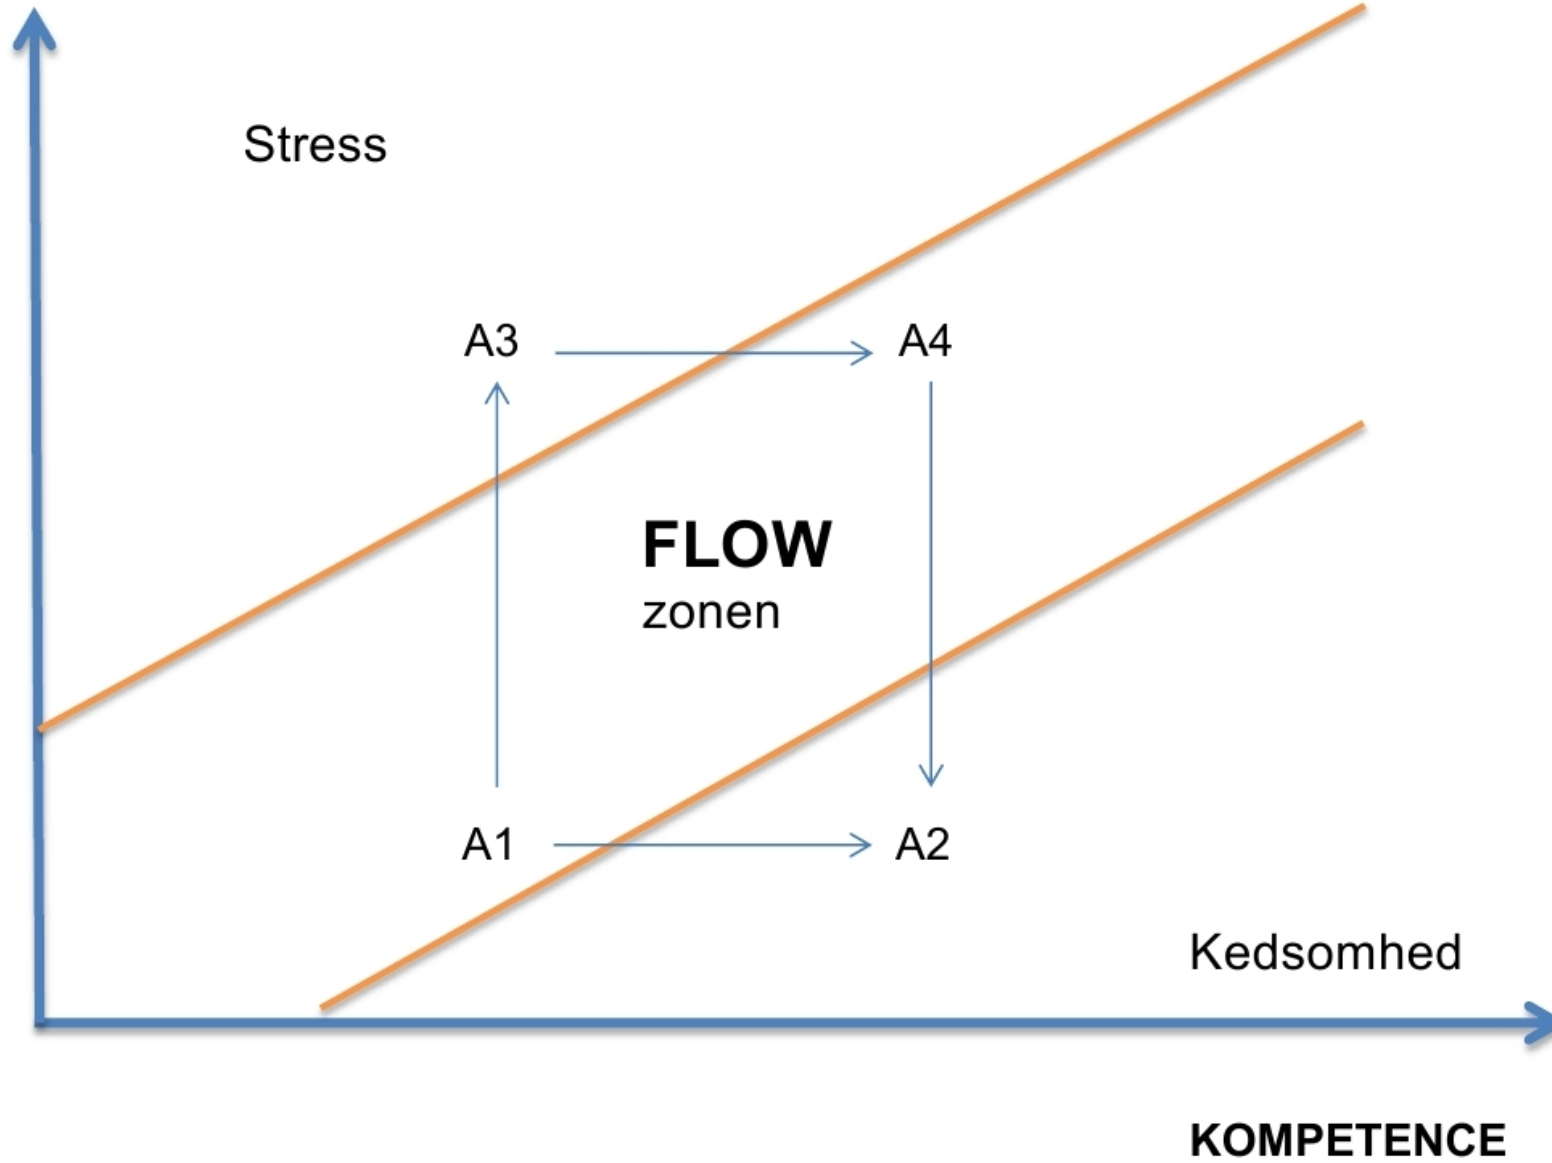 Stress
A3
A4
FLOW
zonen
A1
A2
Kedsomhed
KOMPETENCE